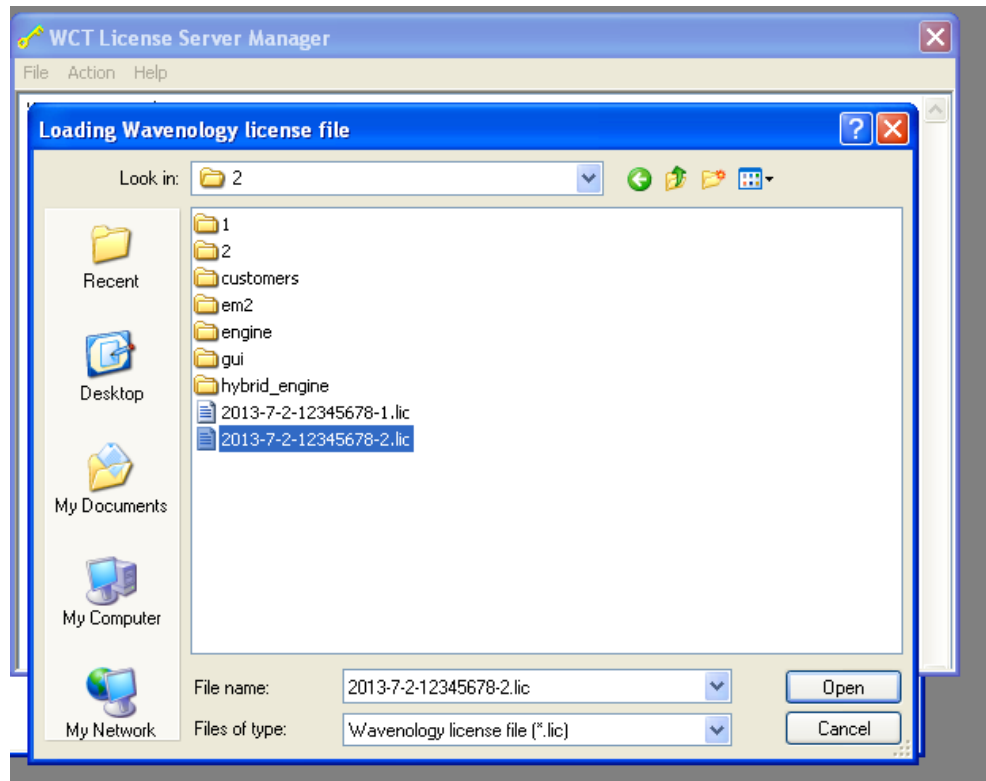 WCT License Server Manager
File Action Help
Loading Wavenology license file
Look in: 2
Recent
Desktop
My Documents
My Computer
My Network
1
2
customers
em2
engine
gui
hybrid_engine
2013-7-2-12345678-1.lic
2013-7-2-12345678-2.lic
File name: 2013-7-2-12345678-2.lic Open
Files of type: Wavenology license file (*.lic) Cancel